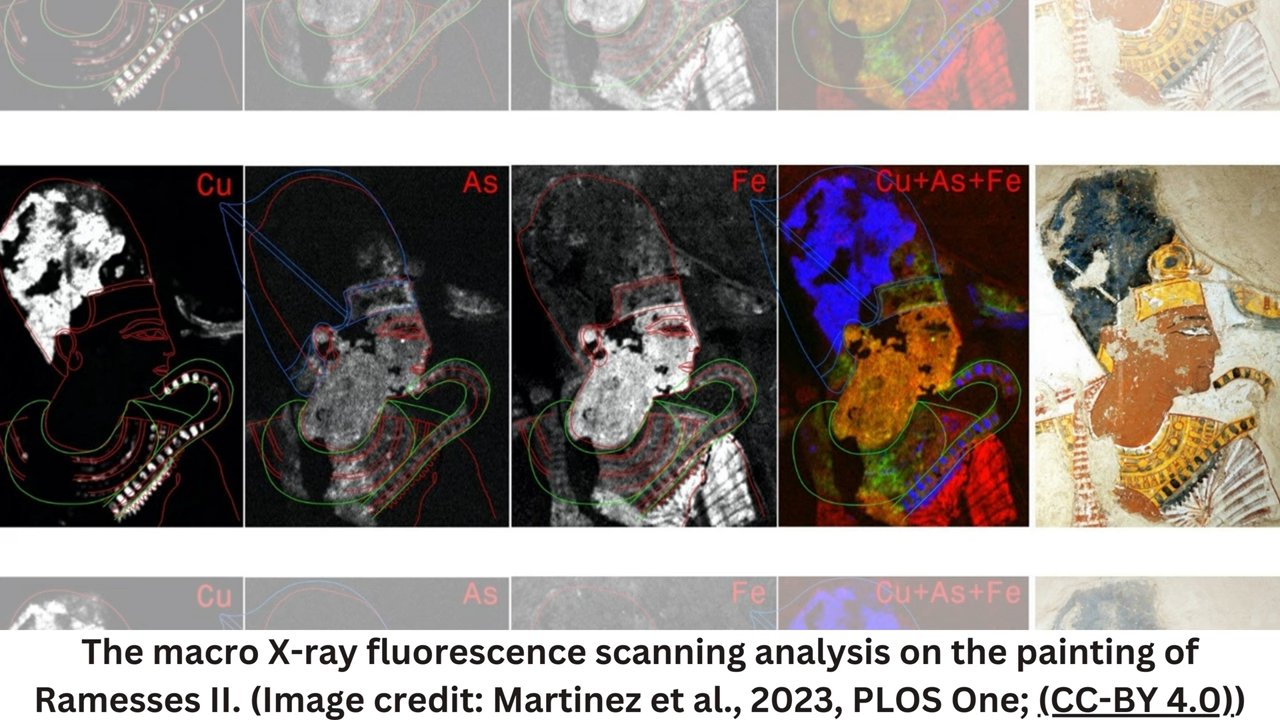 Cu As Fe Cu+As+Fe
Cu As Fe Cu+As+Fe
The macro X-ray fluorescence scanning analysis on the painting of
Ramesses II. (Image credit: Martinez et al., 2023, PLOS One; (CC-BY 4.0))